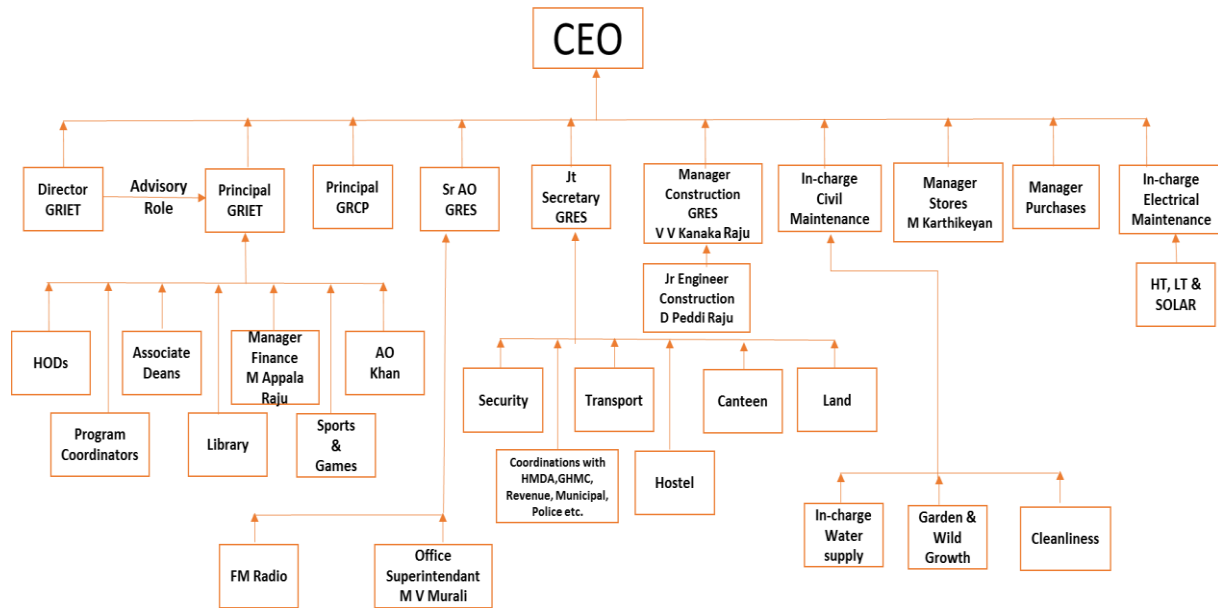 CEO
Director
GRIET
Advisory
Role
Principal
GRIET
Principal
GRCP
Sr AO
GRES
Jt
Secretary
GRES
Manager
Construction
GRES
V V Kanaka Raju
In-charge
Civil
Maintenance
Manager
Stores
M Karthikeyan
Manager
Purchases
In-charge
Electrical
Maintenance
Jr Engineer
Construction
D Peddi Raju
HT, LT &
SOLAR
HODs
Associate
Deans
Manager
Finance
M Appala
Raju
AO
Khan
Program
Coordinators
Library
Sports
&
Games
Security
Transport
Canteen
Land
Coordinations with
HMDA,GHMC,
Revenue, Municipal,
Police etc.
Hostel
In-charge
Water
supply
Garden &
Wild
Growth
Cleanliness
FM Radio
Office
Superintendant
M V Murali